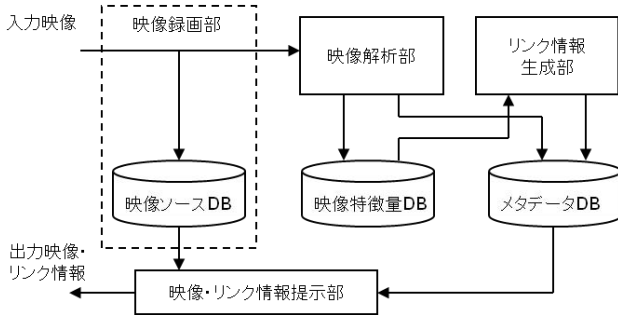 入力映像
映像録画部
映像解析部
リンク情報
生成部
映像ソースDB
映像特徴量DB
メタデータDB
出力映像・
リンク情報
映像・リンク情報提示部